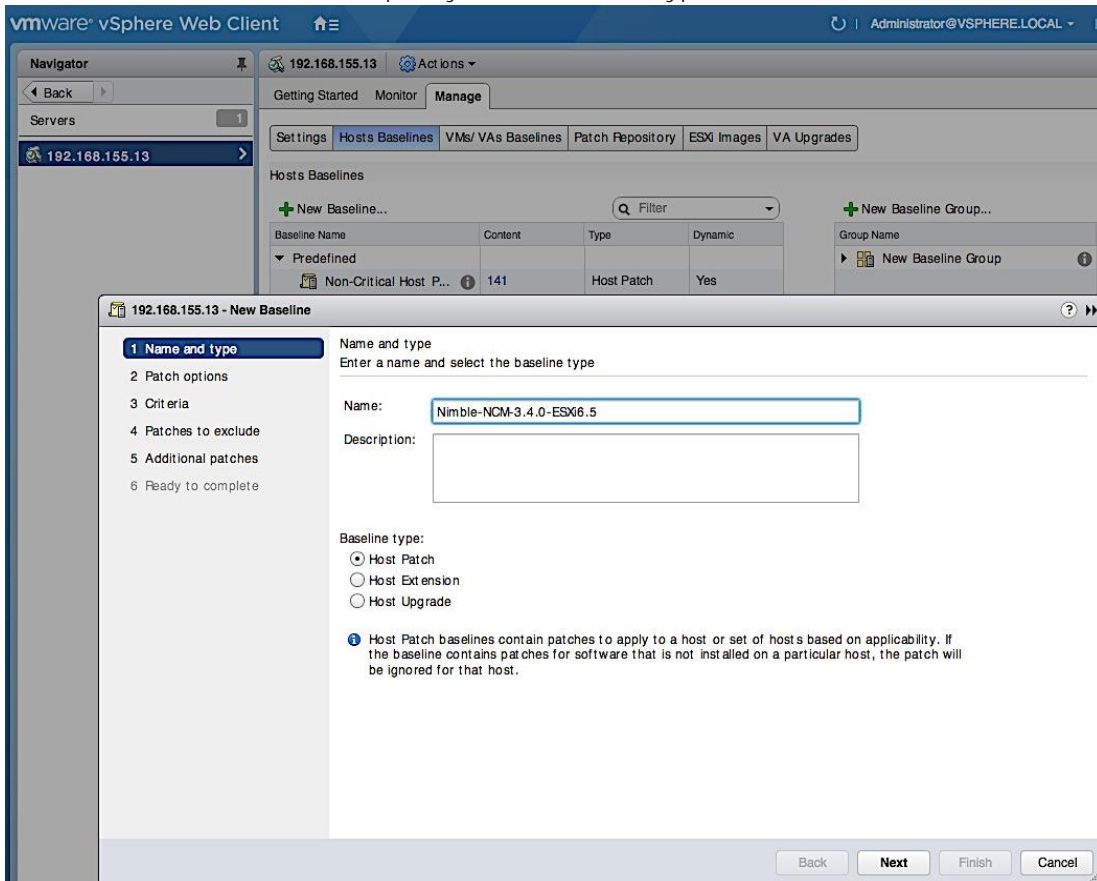 vmware® vSphere Web Client
Administrator@VSPHERE.LOCAL
Navigator
192.168.155.13 Actions
Back
Getting Started Monitor Manage
Servers 1
Settings Hosts Baselines VMs/VAs Baselines Patch Repository ESXi Images VA Upgrades
192.168.155.13
Hosts Baselines
New Baseline... Filter New Baseline Group...
Baseline Name Content Type Dynamic Group Name
Predefined New Baseline Group
Non-Critical Host P... 141 Host Patch Yes
192.168.155.13 - New Baseline
1 Name and type
2 Patch options
3 Criteria
4 Patches to exclude
5 Additional patches
6 Ready to complete
Name and type
Enter a name and select the baseline type
Name: Nimble-NCM-3.4.0-ESXi6.5
Description:
Baseline type:
Host Patch
Host Extension
Host Upgrade
Host Patch baselines contain patches to apply to a host or set of hosts based on applicability. If
the baseline contains patches for software that is not installed on a particular host, the patch will
be ignored for that host.
Back Next Finish Cancel